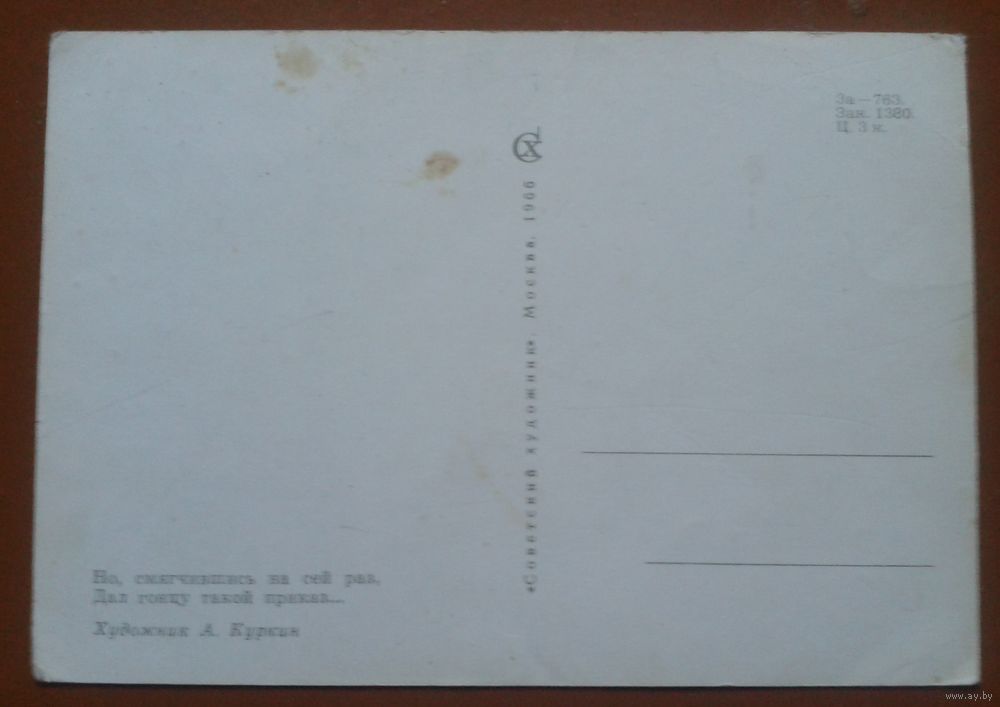 Но, смягчившись на сей раз,
Дал гонцу такой приказ...
Художник А. Куркин
СХ
«Советский художник». Москва. 1966
За—763.
Зак. 1380.
Ц. 3 к.
www.ay.by